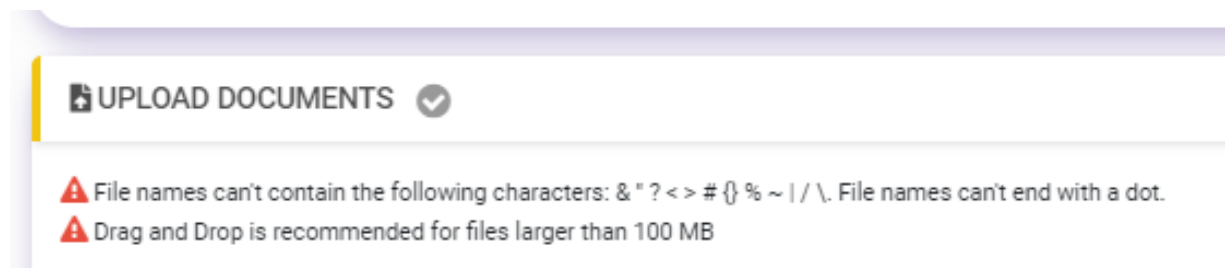 UPLOAD DOCUMENTS
File names can't contain the following characters: & " ? < > # {} % ~ | / \. File names can't end with a dot.
Drag and Drop is recommended for files larger than 100 MB